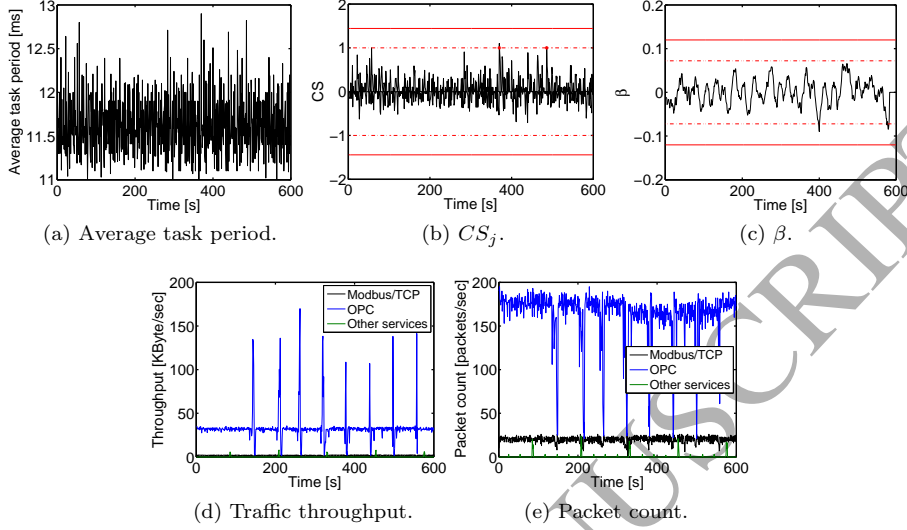 13
12.5
12
11.5
11
Average task period [ms]
0 200 400 600
Time [s]
(a) Average task period.
2
1
0
−1
−2
CS
0 200 400 600
Time [s]
(b) CSj.
0.2
0.1
0
−0.1
−0.2
β
0 200 400 600
Time [s]
(c) β.
200
150
100
50
0
Throughput [KByte/sec]
Modbus/TCP
OPC
Other services
0 200 400 600
Time [s]
(d) Traffic throughput.
200
150
100
50
0
Packet count [packets/sec]
Modbus/TCP
OPC
Other services
0 200 400 600
Time [s]
(e) Packet count.
USCRIPT